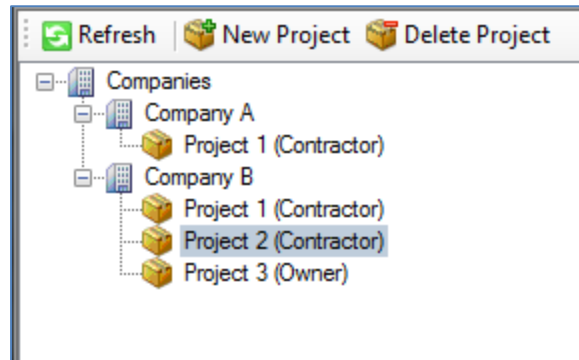 Refresh New Project Delete Project
Companies
Company A
Project 1 (Contractor)
Company B
Project 1 (Contractor)
Project 2 (Contractor)
Project 3 (Owner)